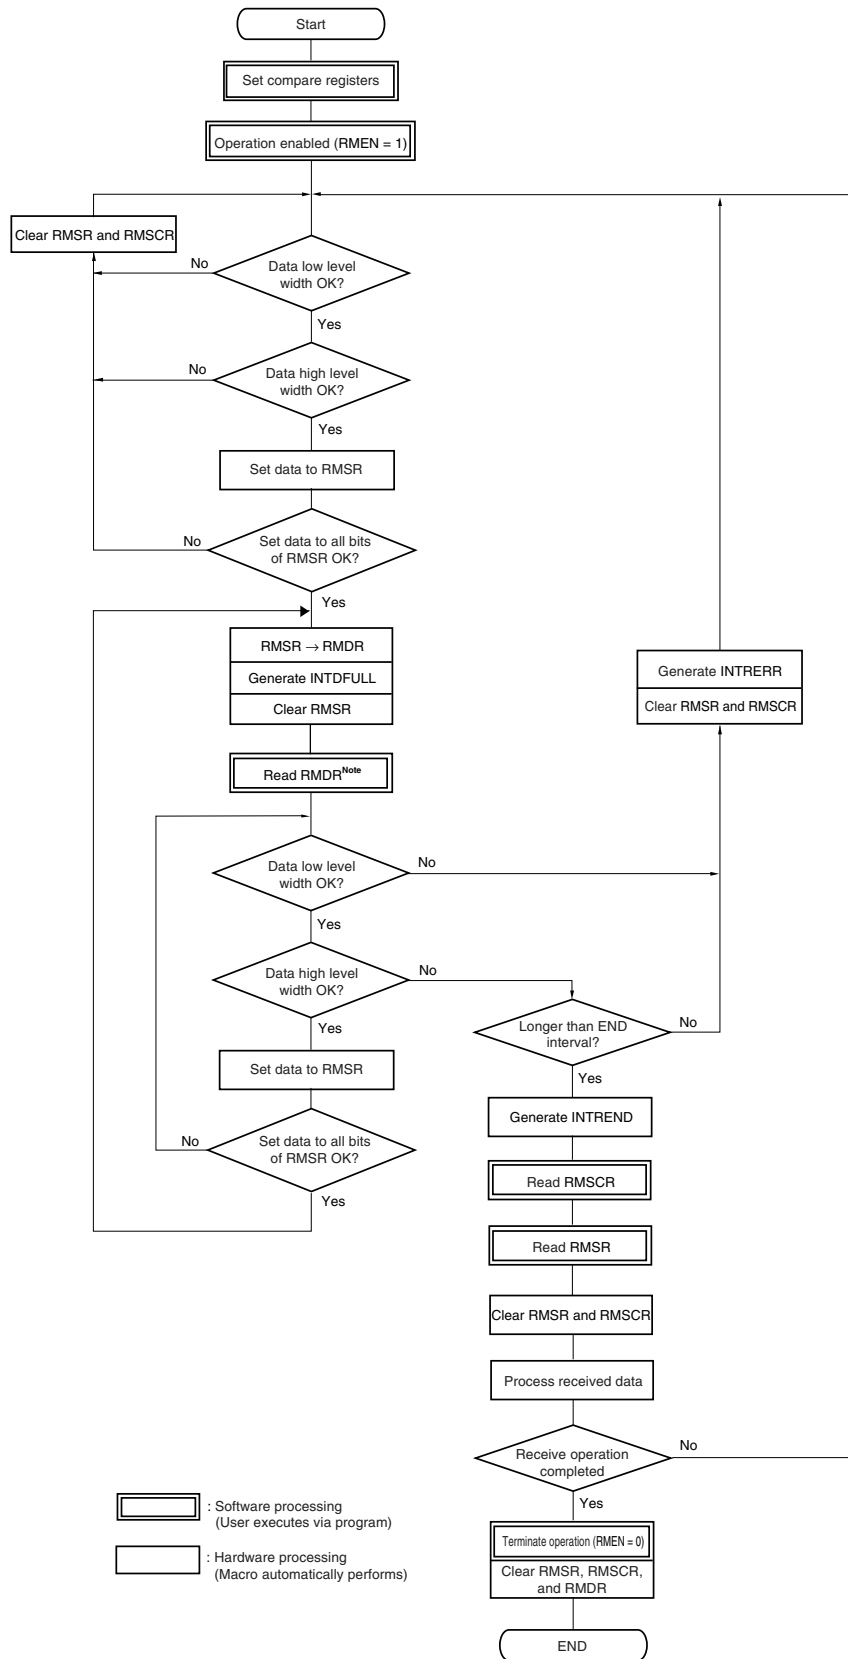 Start
Set compare registers
Operation enabled (RMEN = 1)
Clear RMSR and RMSCR
No
Data low level
width OK?
Yes
No
Data high level
width OK?
Yes
Set data to RMSR
No
Set data to all bits
of RMSR OK?
Yes
RMSR → RMDR
Generate INTDFULL
Clear RMSR
Generate INTRERR
Clear RMSR and RMSCR
Read RMDRNote
Data low level
width OK?
No
Yes
Data high level
width OK?
No
Yes
Longer than END
interval?
No
Yes
Set data to RMSR
Generate INTREND
No
Set data to all bits
of RMSR OK?
Yes
Read RMSCR
Read RMSR
Clear RMSR and RMSCR
Process received data
Receive operation
completed
No
Yes
Terminate operation (RMEN = 0)
Clear RMSR, RMSCR,
and RMDR
END
: Software processing
(User executes via program)
: Hardware processing
(Macro automatically performs)